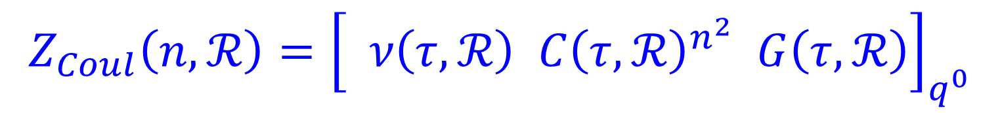 Z_{Coul}(n, ℛ) = [ ν(τ, ℛ) C(τ, ℛ)^{n^2} G(τ, ℛ) ]_{q^0}